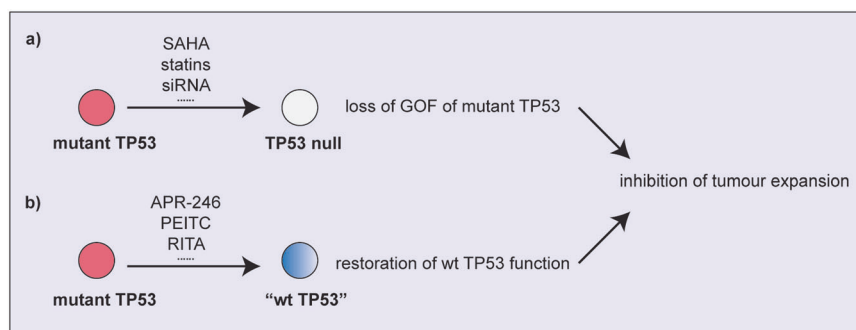 a)
SAHA
statins
siRNA
......
mutant TP53
TP53 null
loss of GOF of mutant TP53
inhibition of tumour expansion
b)
APR-246
PEITC
RITA
......
mutant TP53
“wt TP53”
restoration of wt TP53 function